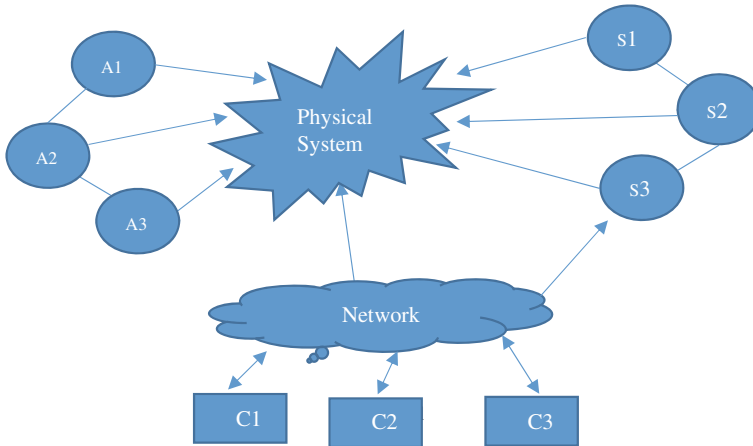 A1
A2
A3
Physical
System
S1
S2
S3
Network
C1
C2
C3